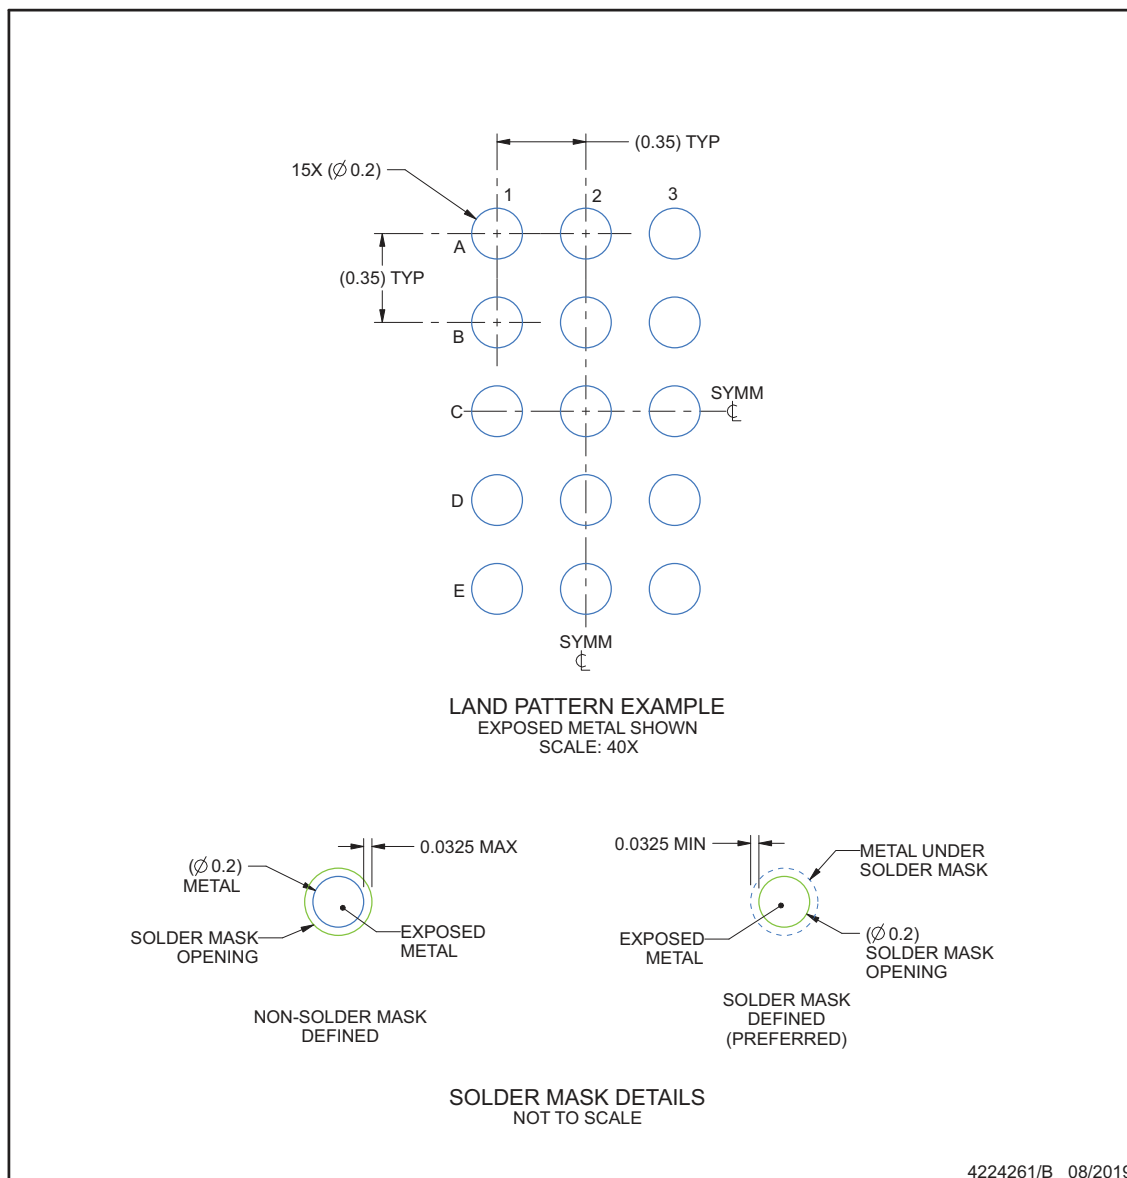 (0.35) TYP
15X (∅ 0.2)
1
2
3
A
(0.35) TYP
B
C
SYMM
℄
D
E
SYMM
℄
LAND PATTERN EXAMPLE
EXPOSED METAL SHOWN
SCALE: 40X
(∅ 0.2)
METAL
0.0325 MAX
SOLDER MASK
OPENING
EXPOSED
METAL
NON-SOLDER MASK
DEFINED
0.0325 MIN
METAL UNDER
SOLDER MASK
EXPOSED
METAL
(∅ 0.2)
SOLDER MASK
OPENING
SOLDER MASK
DEFINED
(PREFERRED)
SOLDER MASK DETAILS
NOT TO SCALE
4224261/B 08/2019